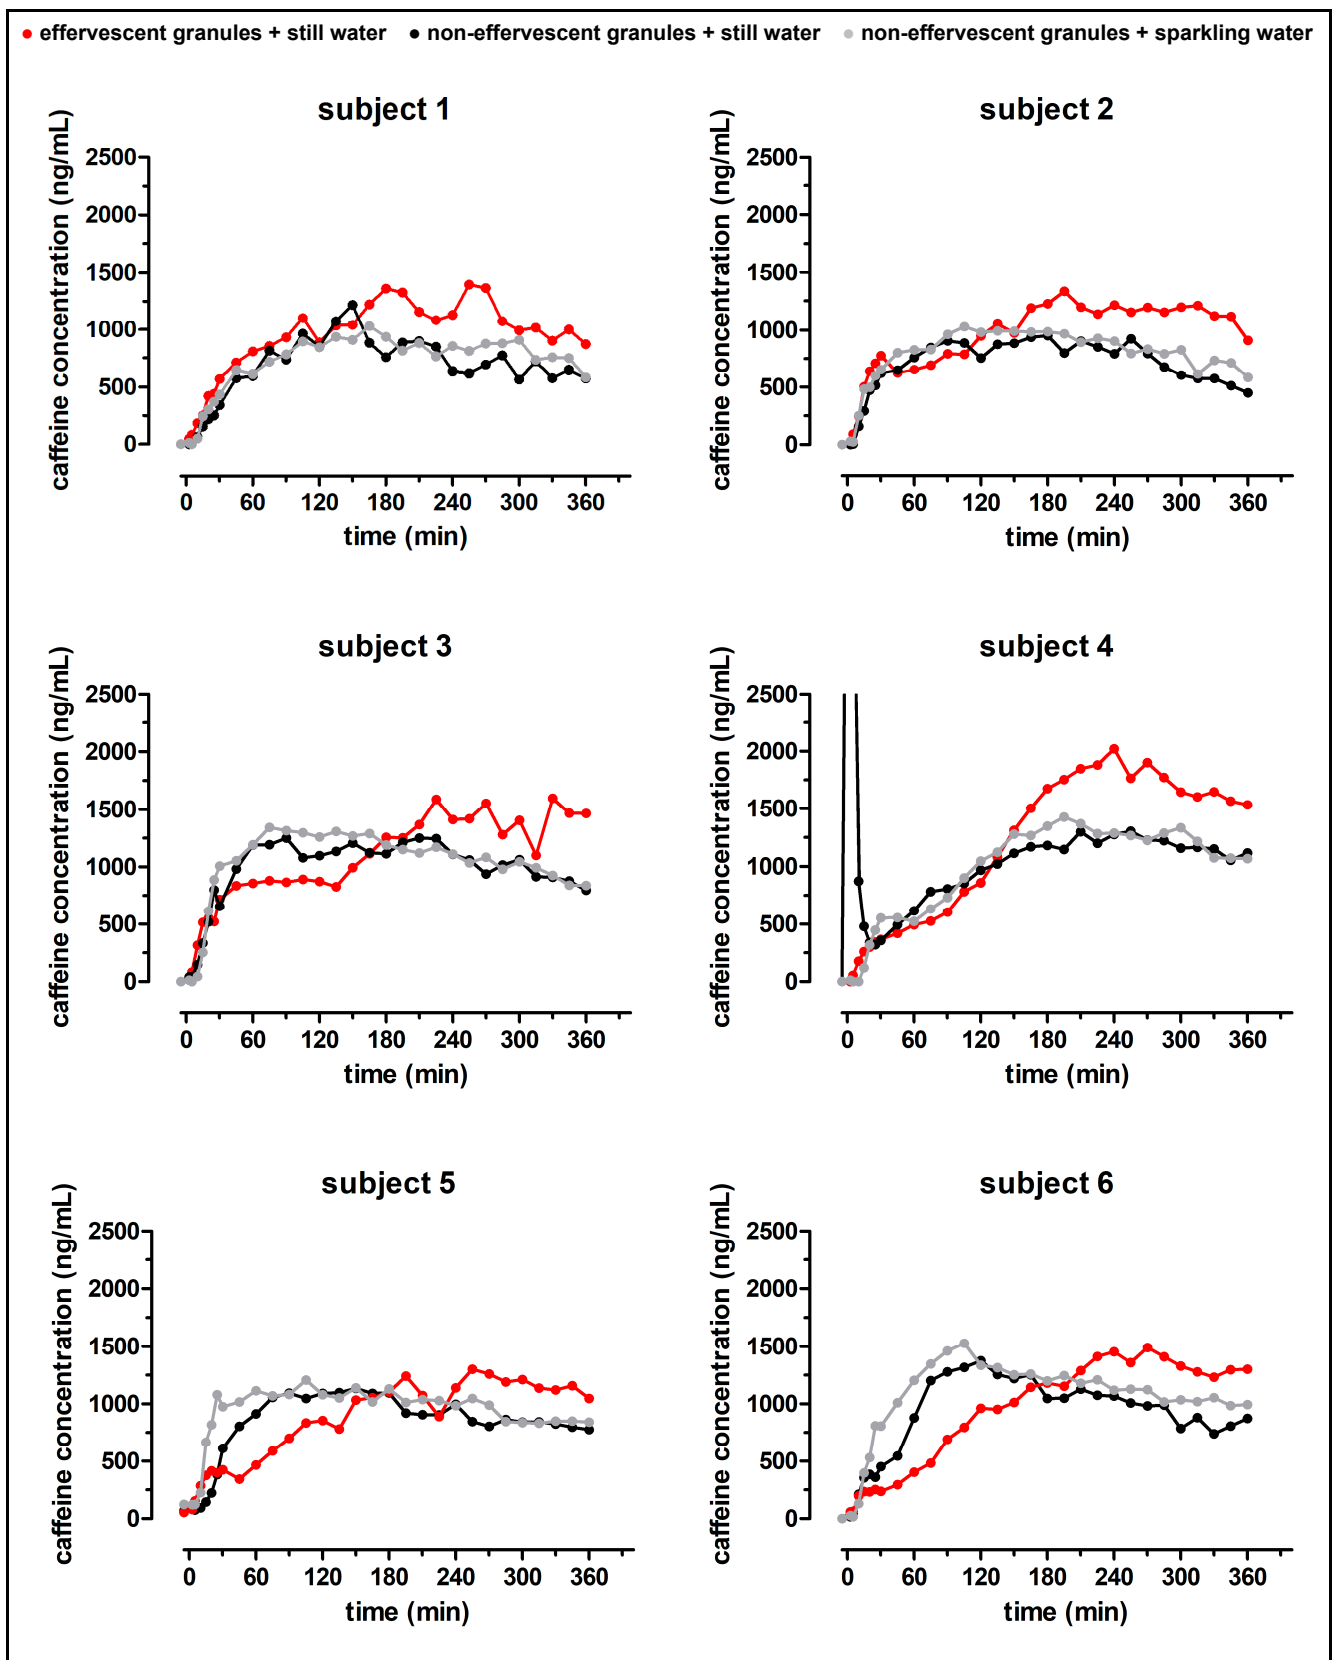 effervescent granules + still water non-effervescent granules + still water non-effervescent granules + sparkling water
subject 1
caffeine concentration (ng/mL)
2500
2000
1500
1000
500
0
0 60 120 180 240 300 360
time (min)
subject 2
caffeine concentration (ng/mL)
2500
2000
1500
1000
500
0
0 60 120 180 240 300 360
time (min)
subject 3
caffeine concentration (ng/mL)
2500
2000
1500
1000
500
0
0 60 120 180 240 300 360
time (min)
subject 4
caffeine concentration (ng/mL)
2500
2000
1500
1000
500
0
0 60 120 180 240 300 360
time (min)
subject 5
caffeine concentration (ng/mL)
2500
2000
1500
1000
500
0
0 60 120 180 240 300 360
time (min)
subject 6
caffeine concentration (ng/mL)
2500
2000
1500
1000
500
0
0 60 120 180 240 300 360
time (min)